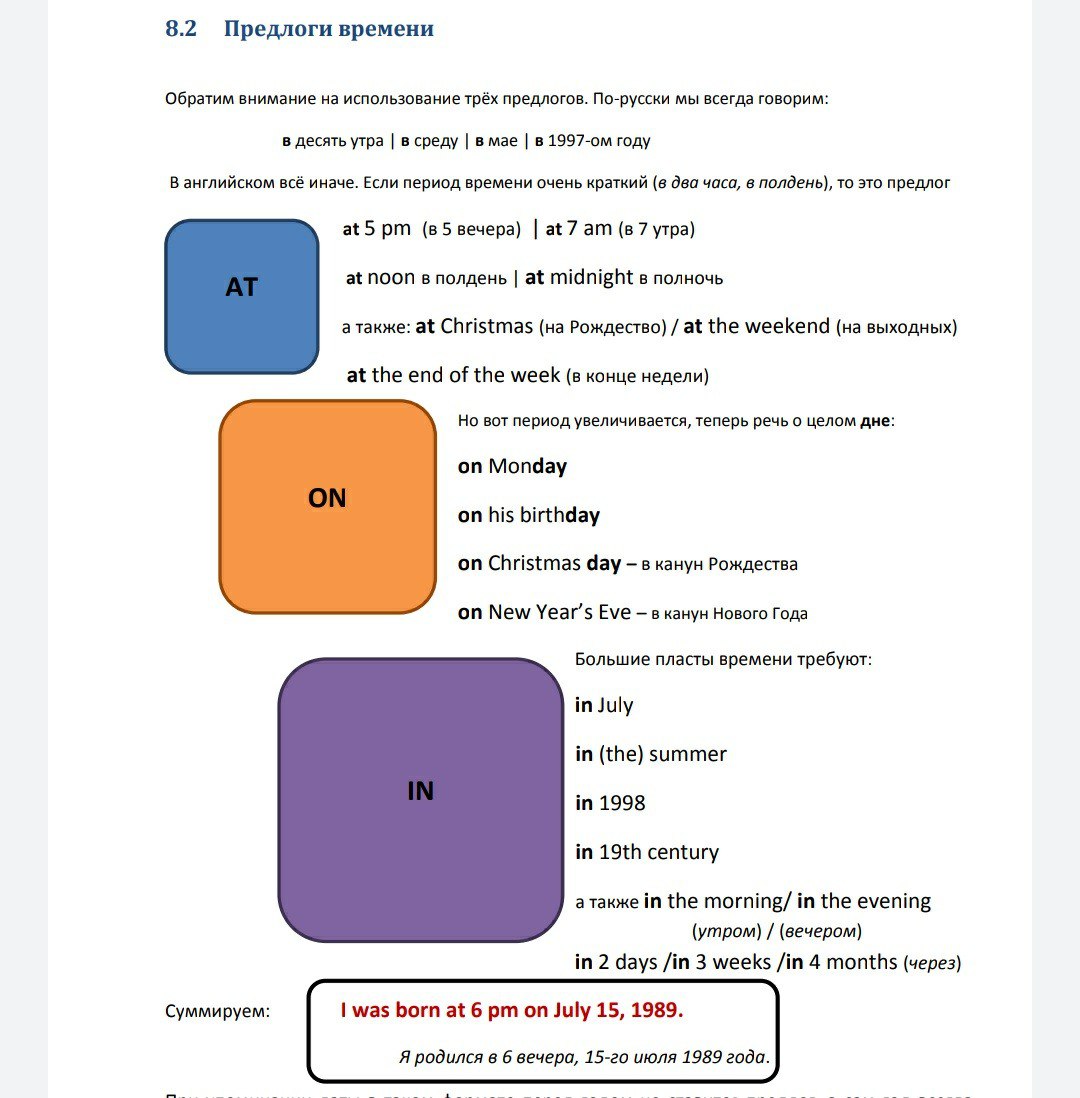 8.2 Предлоги времени
Обратим внимание на использование трёх предлогов. По-русски мы всегда говорим:
в десять утра | в среду | в мае | в 1997-ом году
В английском всё иначе. Если период времени очень краткий (в два часа, в полдень), то это предлог
AT
at 5 pm (в 5 вечера) | at 7 am (в 7 утра)
at noon в полдень | at midnight в полночь
а также: at Christmas (на Рождество) / at the weekend (на выходных)
at the end of the week (в конце недели)
ON
Но вот период увеличивается, теперь речь о целом дне:
on Monday
on his birthday
on Christmas day – в канун Рождества
on New Year’s Eve – в канун Нового Года
IN
Большие пласты времени требуют:
in July
in (the) summer
in 1998
in 19th century
а также in the morning/ in the evening
(утром) / (вечером)
in 2 days /in 3 weeks /in 4 months (через)
Суммируем:
I was born at 6 pm on July 15, 1989.
Я родился в 6 вечера, 15-го июля 1989 года.